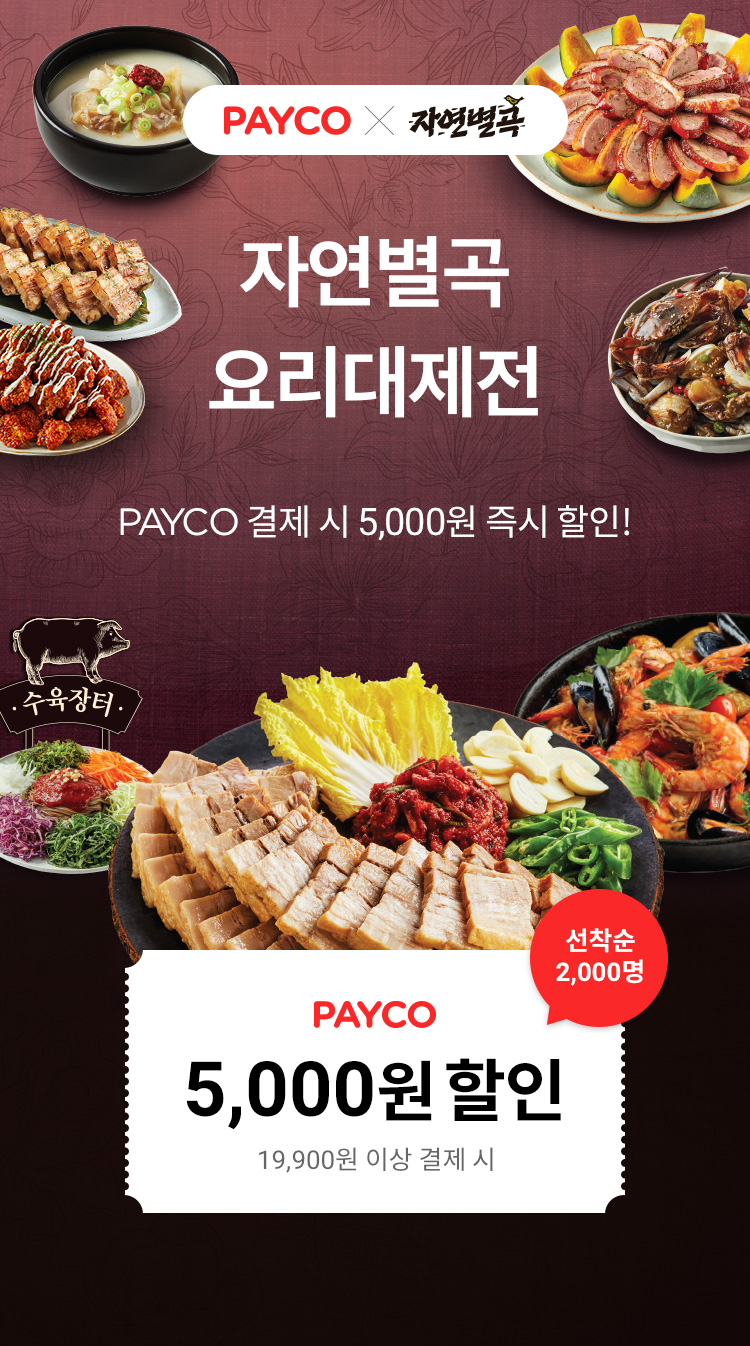 PAYCO × 자연별곡
자연별곡
요리대제전
PAYCO 결제 시 5,000원 즉시 할인!
·수육장터·
선착순
2,000명
PAYCO
5,000원 할인
19,900원 이상 결제 시